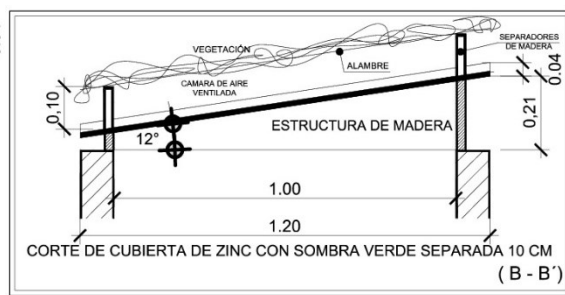 VEGETACIÓN
SEPARADORES
DE MADERA
ALAMBRE
CAMARA DE AIRE
VENTILADA
0.04
0,10
0,21
12°
ESTRUCTURA DE MADERA
1.00
1.20
CORTE DE CUBIERTA DE ZINC CON SOMBRA VERDE SEPARADA 10 CM
( B - B´)